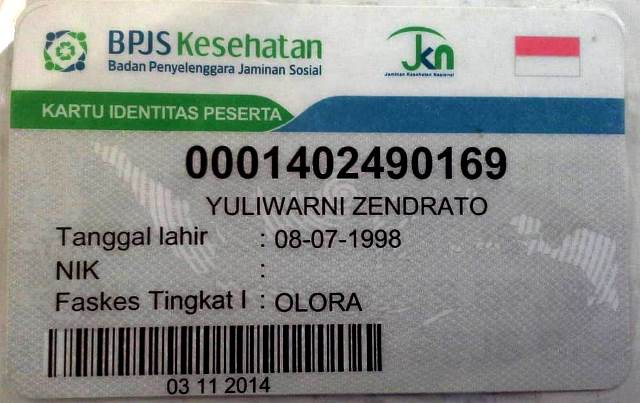 BPJS Kesehatan
Badan Penyelenggara Jaminan Sosial
Jkn
Jaminan Kesehatan Nasional
KARTU IDENTITAS PESERTA
0001402490169
YULIWARNI ZENDRATO
Tanggal lahir : 08-07-1998
NIK :
Faskes Tingkat I : OLORA
03 11 2014